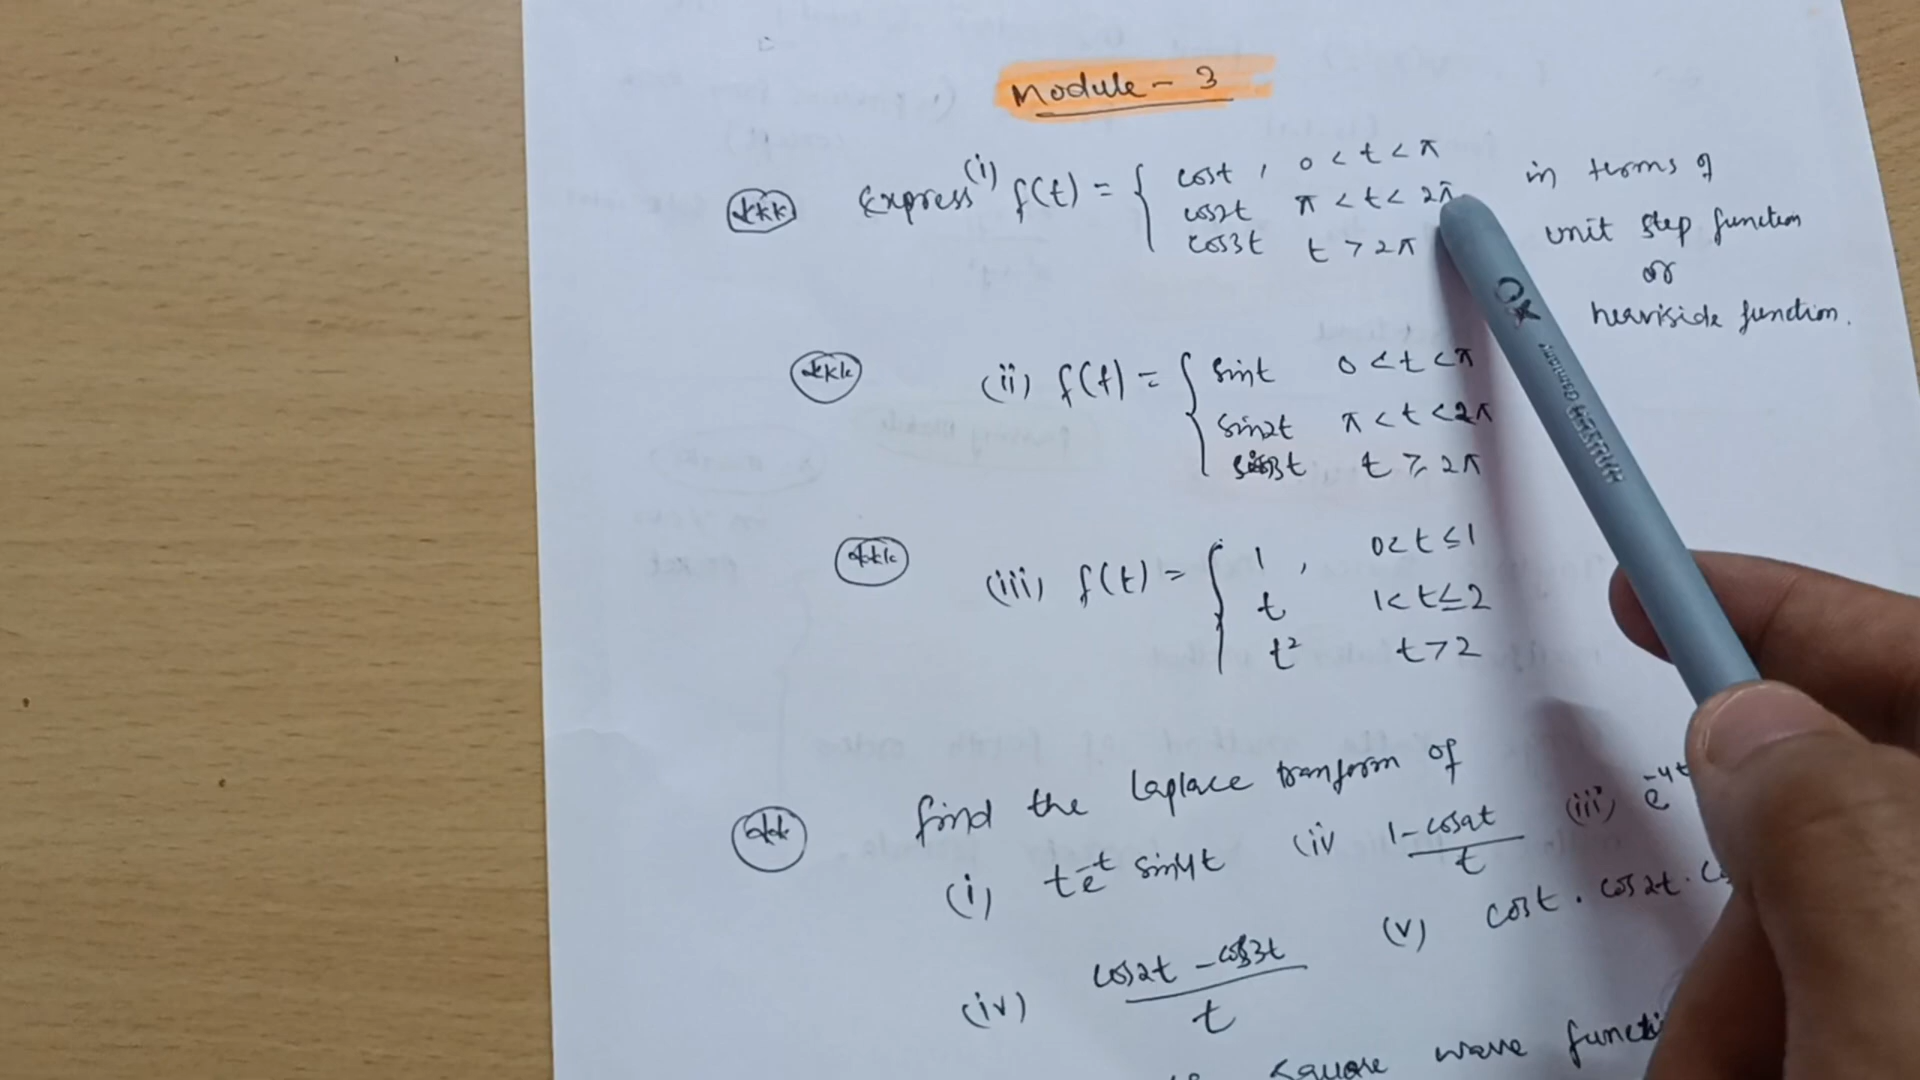 Module - 3
Express (i) f(t) = { cost , 0 < t < π in terms of
cos2t π < t < 2π unit step function
cos3t t > 2π or
heaviside function.
(ii) f(t) = { sint 0 < t < π
sin2t π < t < 2π
sin3t t ≥ 2π
(iii) f(t) = { 1 , 0 < t ≤ 1
t 1 < t ≤ 2
t² t > 2
find the Laplace transform of
(i) t e^-t sin4t (iv 1 - cosat / t (iii) e^-4t
(iv) cos2t - cos3t / t (v) cost . cos2t .
square wave